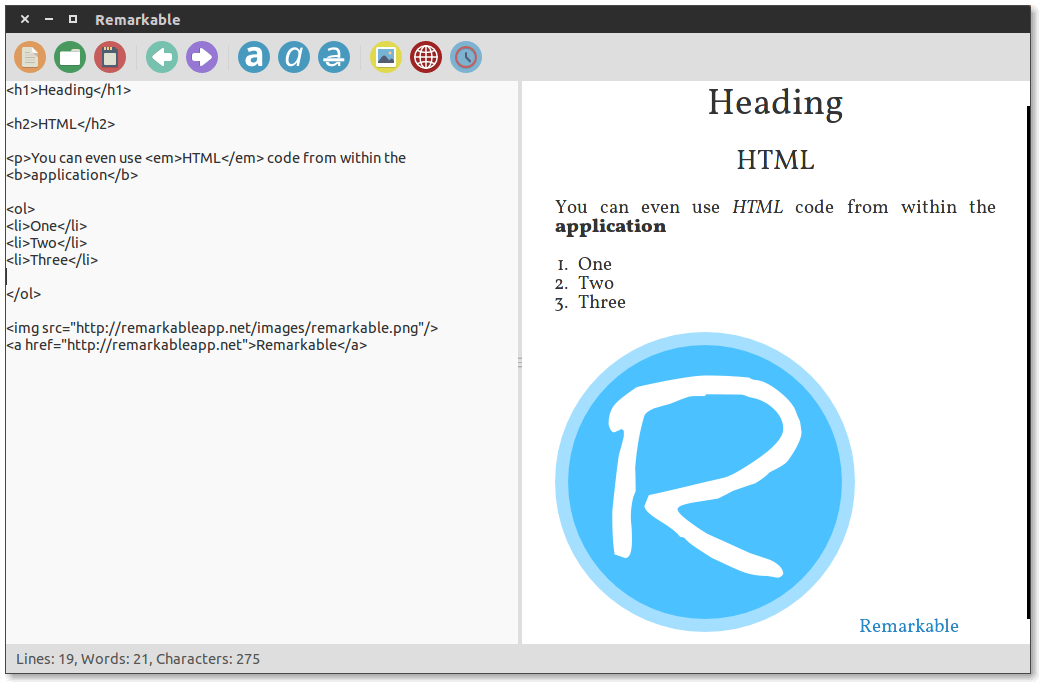 Remarkable
a a a
<h1>Heading</h1>
<h2>HTML</h2>
<p>You can even use <em>HTML</em> code from within the
<b>application</b>
<ol>
<li>One</li>
<li>Two</li>
<li>Three</li>
</ol>
<img src="http://remarkableapp.net/images/remarkable.png"/>
<a href="http://remarkableapp.net">Remarkable</a>
Heading
HTML
You can even use HTML code from within the
application
1. One
2. Two
3. Three
R
Remarkable
Lines: 19, Words: 21, Characters: 275